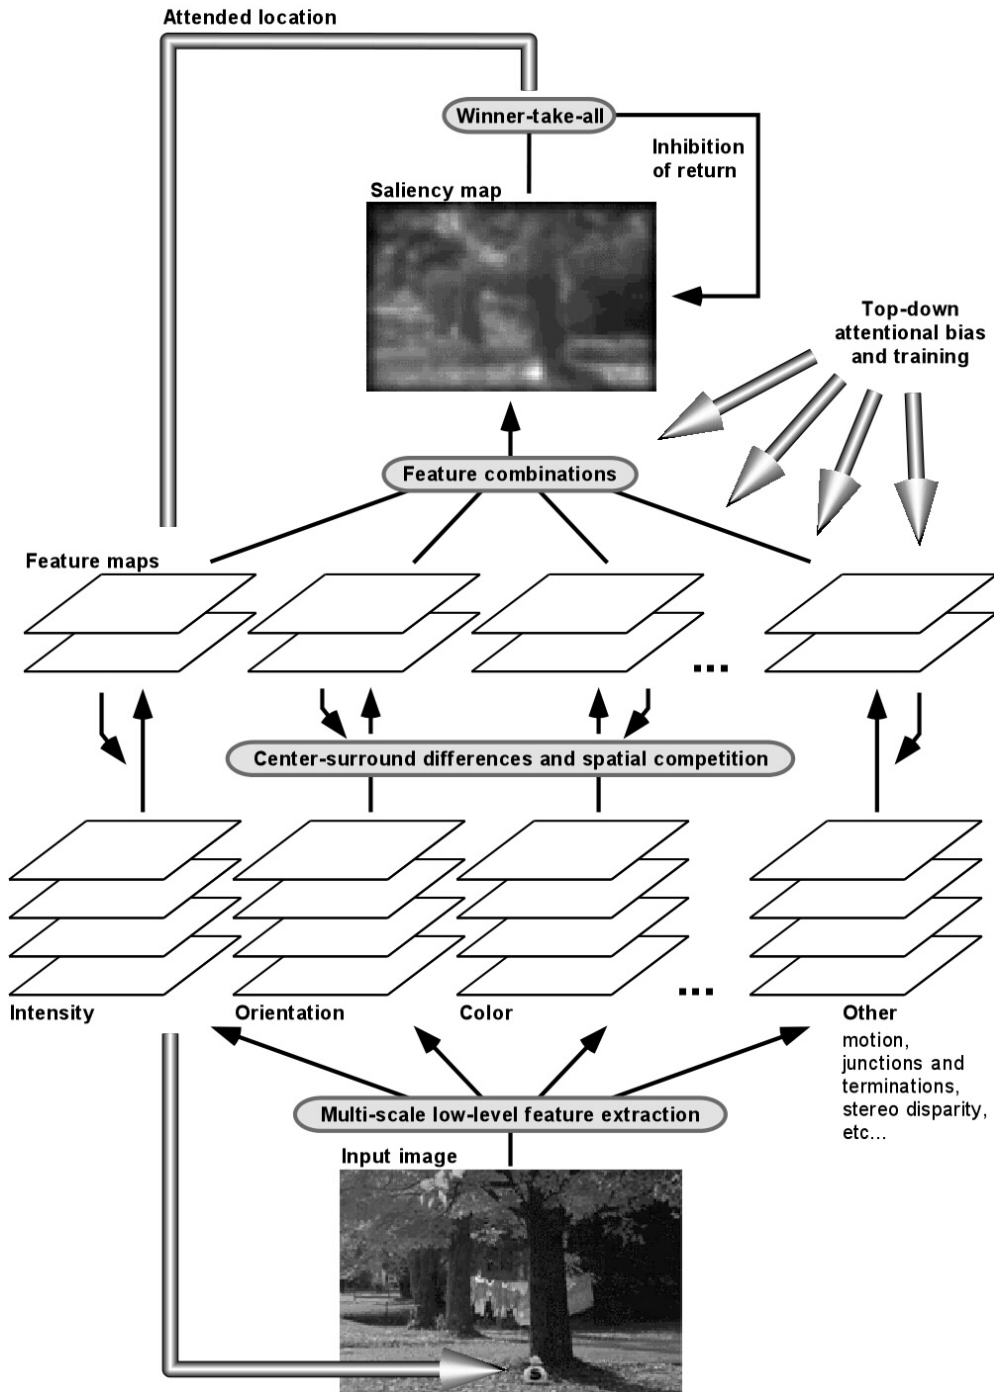 Attended location
Winner-take-all
Inhibition
of return
Saliency map
Top-down
attentional bias
and training
Feature combinations
Feature maps
...
Center-surround differences and spatial competition
...
Intensity
Orientation
Color
Other
motion,
junctions and
terminations,
stereo disparity,
etc...
Multi-scale low-level feature extraction
Input image
S